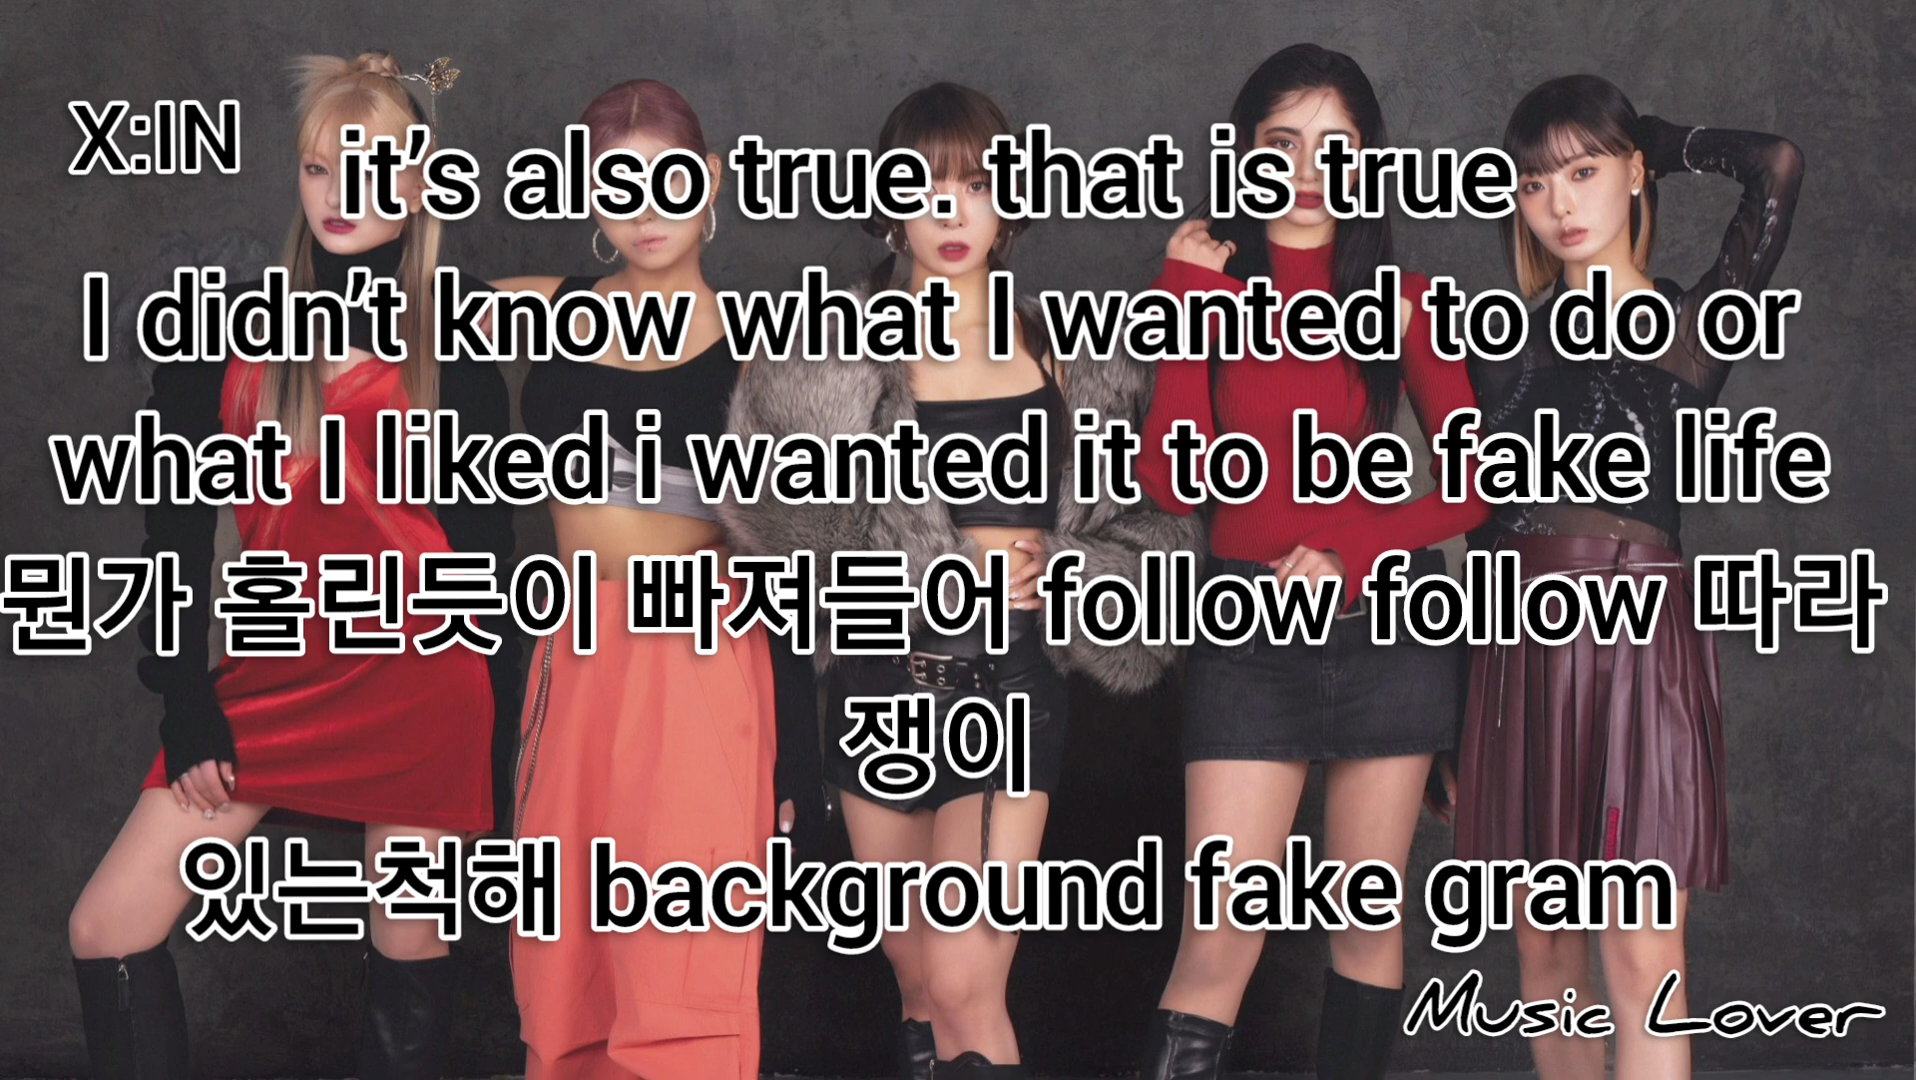 X:IN
it’s also true. that is true
I didn’t know what I wanted to do or
what I liked i wanted it to be fake life
뭔가 홀린듯이 빠져들어 follow follow 따라
쟁이
있는척해 background fake gram
Music Lover